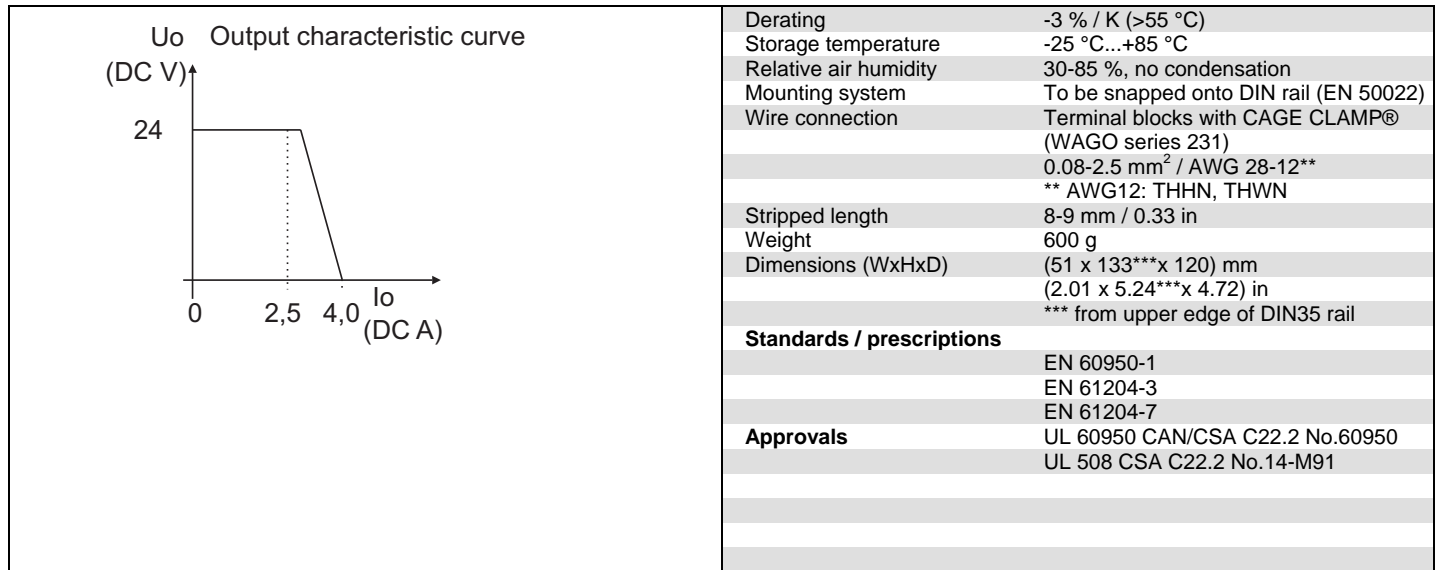 Uo Output characteristic curve
(DC V)
24
0 2,5 4,0 Io
(DC A)
Derating -3 % / K (>55 °C)
Storage temperature -25 °C...+85 °C
Relative air humidity 30-85 %, no condensation
Mounting system To be snapped onto DIN rail (EN 50022)
Wire connection Terminal blocks with CAGE CLAMP®
(WAGO series 231)
0.08-2.5 mm² / AWG 28-12**
** AWG12: THHN, THWN
Stripped length 8-9 mm / 0.33 in
Weight 600 g
Dimensions (WxHxD) (51 x 133***x 120) mm
(2.01 x 5.24***x 4.72) in
*** from upper edge of DIN35 rail
Standards / prescriptions
EN 60950-1
EN 61204-3
EN 61204-7
Approvals UL 60950 CAN/CSA C22.2 No.60950
UL 508 CSA C22.2 No.14-M91